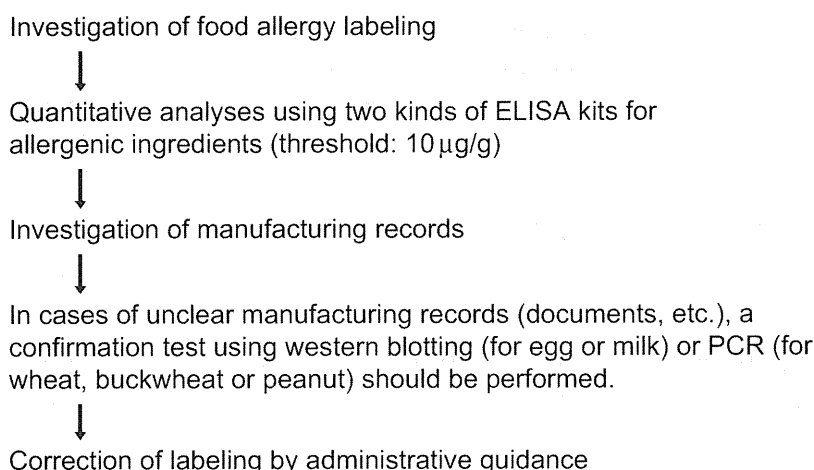 Investigation of food allergy labeling
Quantitative analyses using two kinds of ELISA kits for
allergenic ingredients (threshold: 10 µg/g)
Investigation of manufacturing records
In cases of unclear manufacturing records (documents, etc.), a
confirmation test using western blotting (for egg or milk) or PCR (for
wheat, buckwheat or peanut) should be performed.
Correction of labeling by administrative guidance